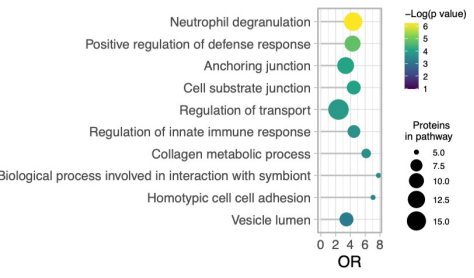 Neutrophil degranulation
Positive regulation of defense response
Anchoring junction
Cell substrate junction
Regulation of transport
Regulation of innate immune response
Collagen metabolic process
Biological process involved in interaction with symbiont
Homotypic cell cell adhesion
Vesicle lumen
0 2 4 6 8
OR
−Log(p value)
6
5
4
3
2
1
Proteins
in pathway
5.0
7.5
10.0
12.5
15.0